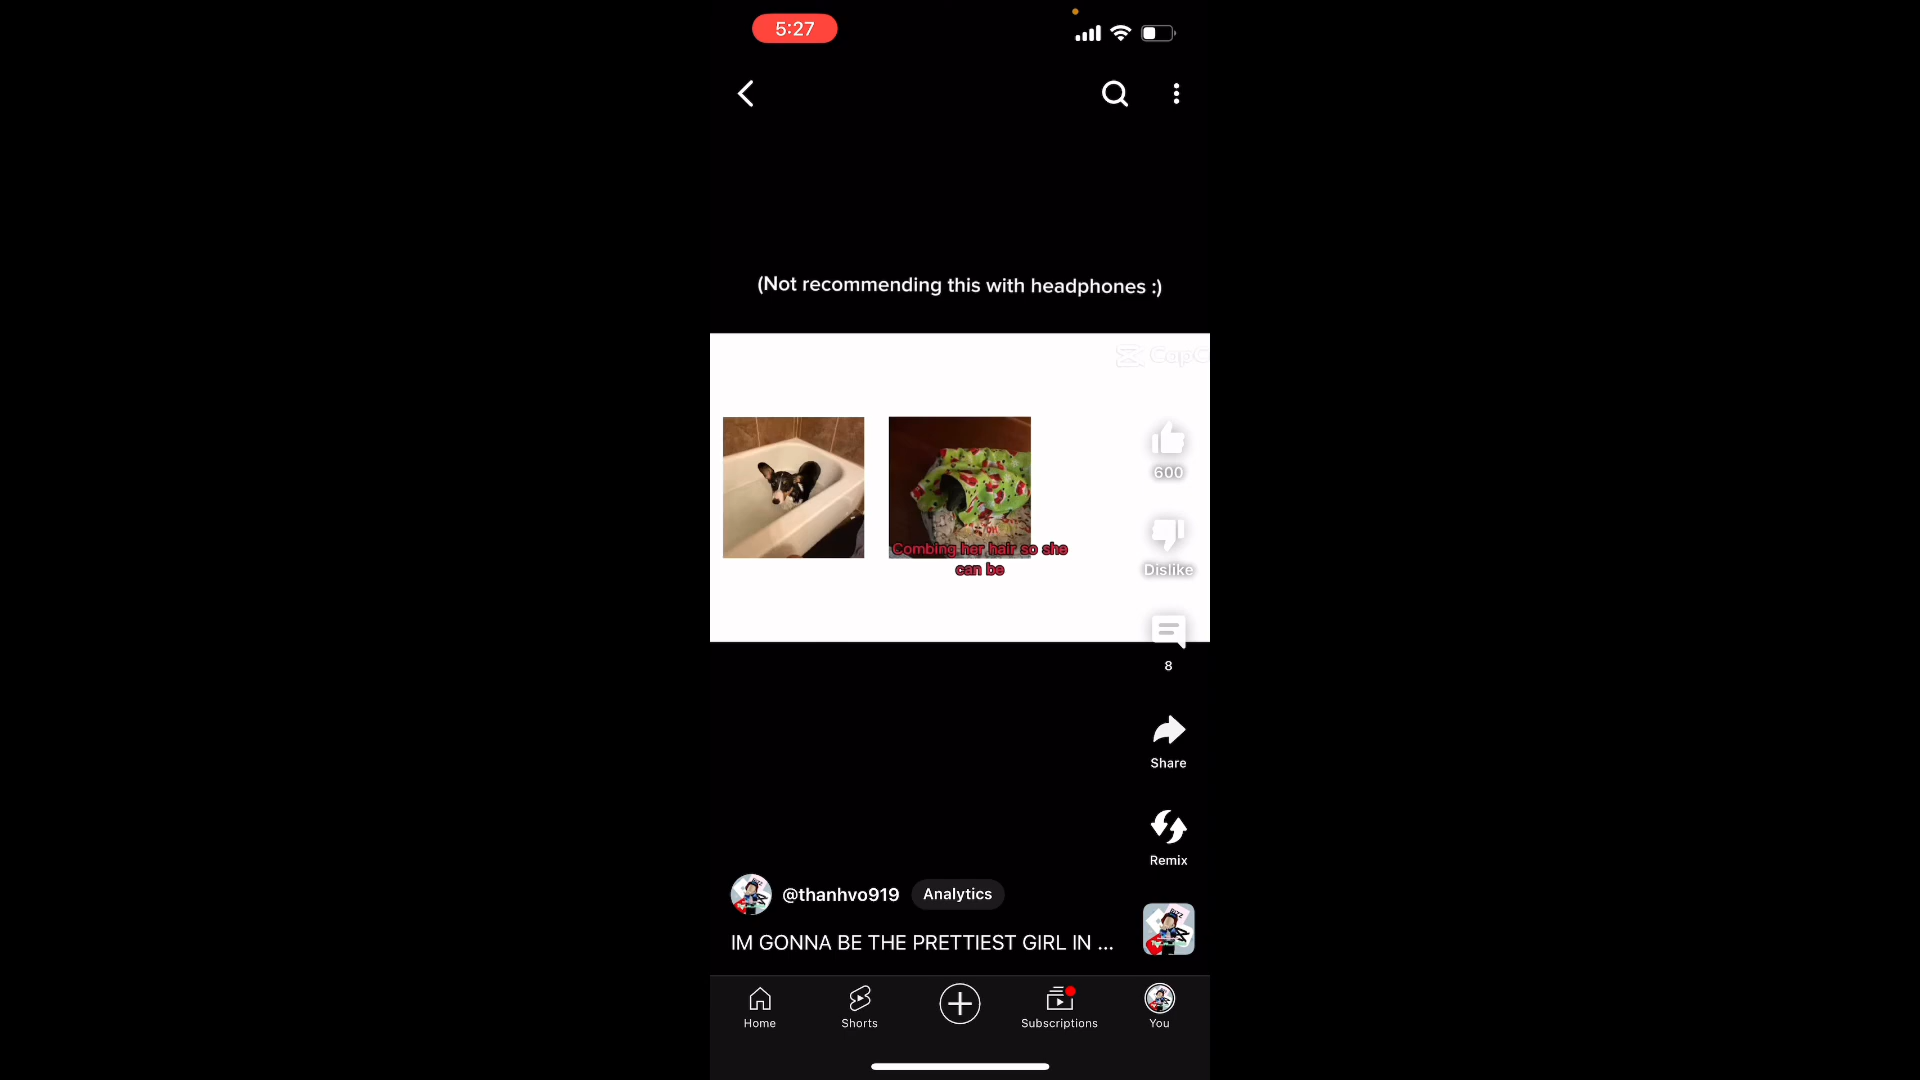 5:27
(Not recommending this with headphones :)
CapC
Combing her hair so she
can be
600
Dislike
8
Share
Remix
@thanhvo919 Analytics
IM GONNA BE THE PRETTIEST GIRL IN ...
Home Shorts Subscriptions You